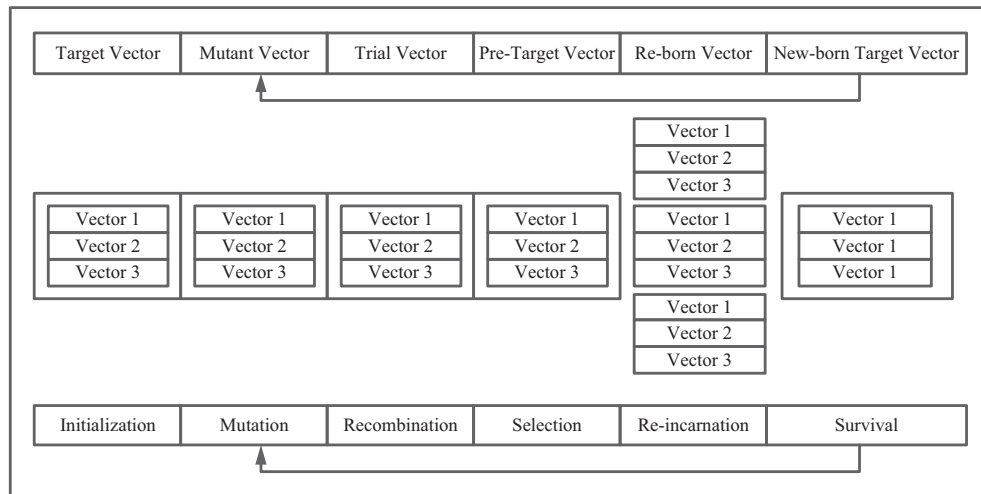 Target Vector Mutant Vector Trial Vector Pre-Target Vector Re-born Vector New-born Target Vector
Vector 1
Vector 2
Vector 3
Vector 1 Vector 1 Vector 1 Vector 1 Vector 1 Vector 1
Vector 2 Vector 2 Vector 2 Vector 2 Vector 2 Vector 1
Vector 3 Vector 3 Vector 3 Vector 3 Vector 3 Vector 1
Vector 1
Vector 2
Vector 3
Initialization Mutation Recombination Selection Re-incarnation Survival